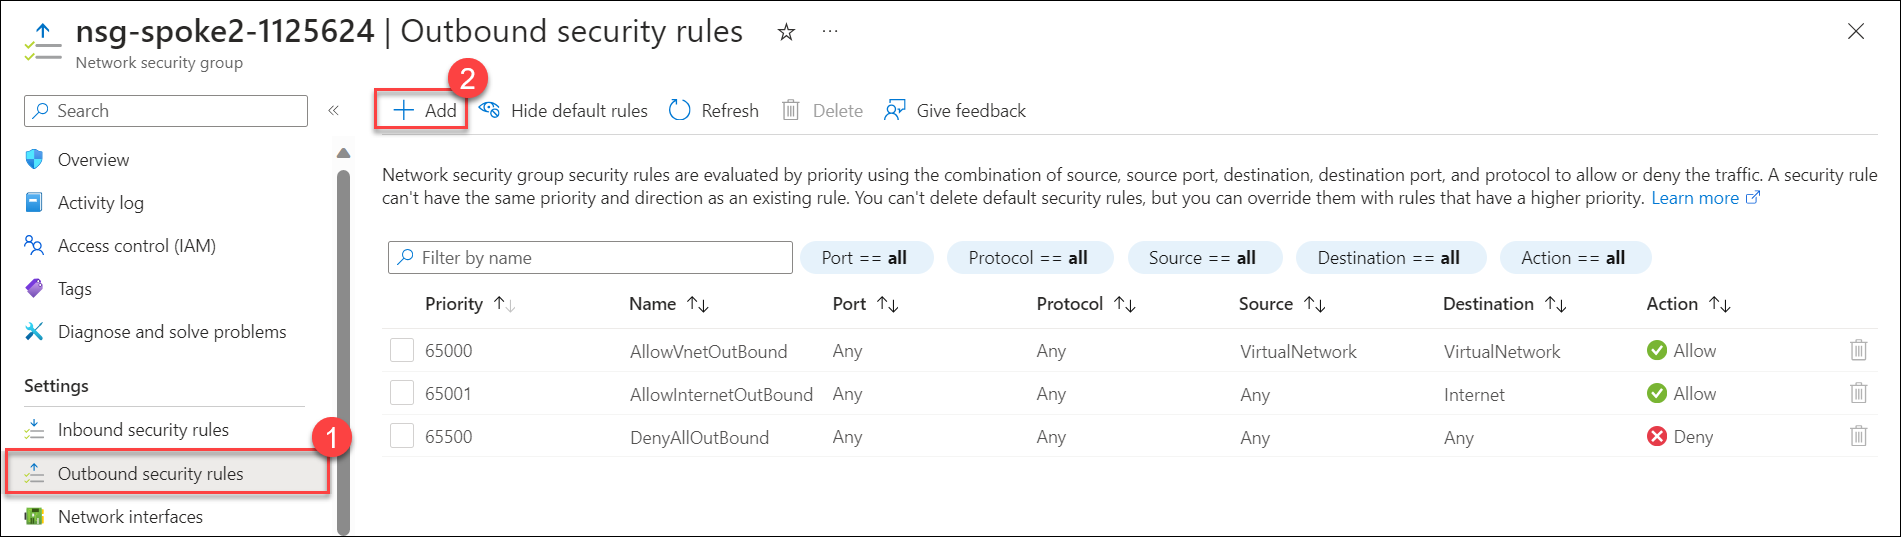 nsg-spoke2-1125624 | Outbound security rules ☆ ...
Network security group
2
Search «
+ Add Hide default rules Refresh Delete Give feedback
Overview
Activity log
Access control (IAM)
Tags
Diagnose and solve problems
Settings
Inbound security rules
1
Outbound security rules
Network interfaces
Network security group security rules are evaluated by priority using the combination of source, source port, destination, destination port, and protocol to allow or deny the traffic. A security rule
can't have the same priority and direction as an existing rule. You can't delete default security rules, but you can override them with rules that have a higher priority. Learn more
Filter by name Port == all Protocol == all Source == all Destination == all Action == all
Priority ↑↓ Name ↑↓ Port ↑↓ Protocol ↑↓ Source ↑↓ Destination ↑↓ Action ↑↓
65000 AllowVnetOutBound Any Any VirtualNetwork VirtualNetwork Allow
65001 AllowInternetOutBound Any Any Any Internet Allow
65500 DenyAllOutBound Any Any Any Any Deny